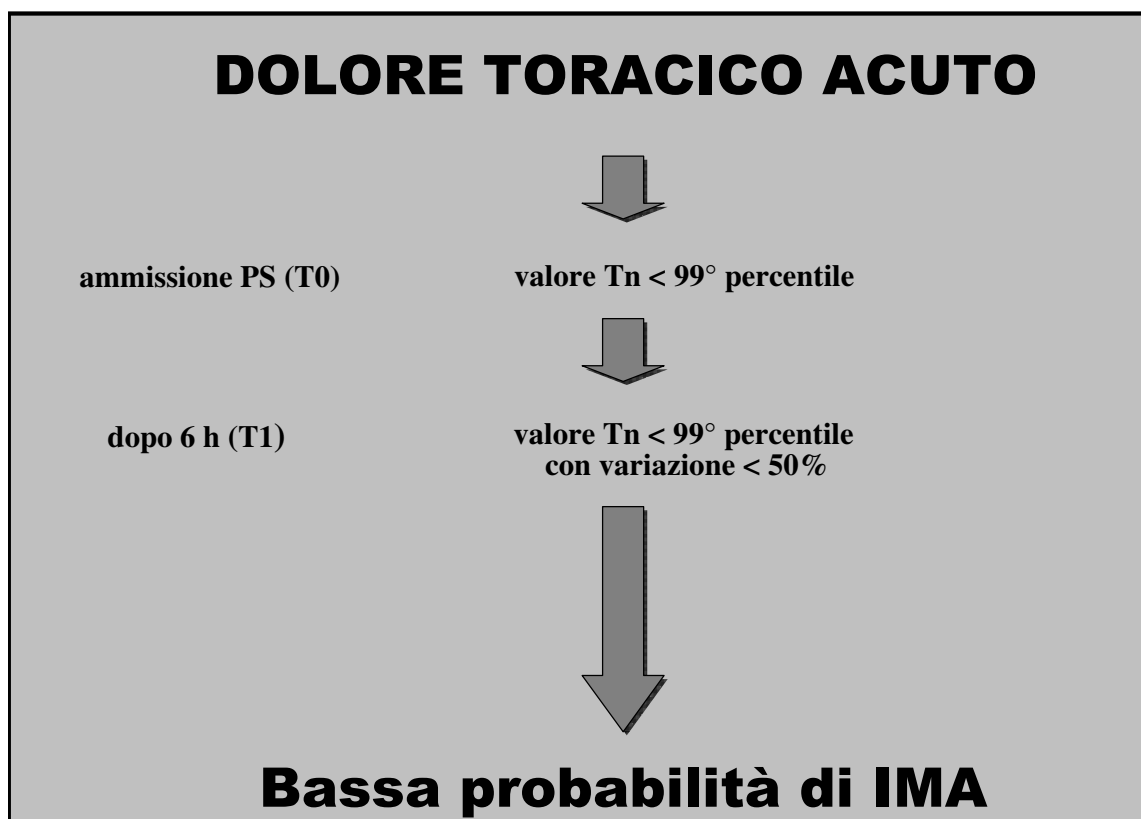 DOLORE TORACICO ACUTO
ammissione PS (T0)
valore Tn < 99° percentile
dopo 6 h (T1)
valore Tn < 99° percentile
con variazione < 50%
Bassa probabilità di IMA